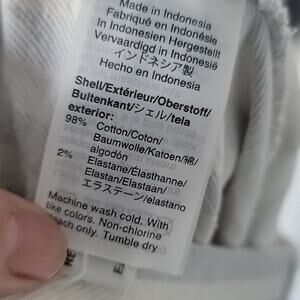 Made in Indonesia
Fabriqué en Indonésie
In Indonesien Hergestellt
Vervaardigd in Indonesië
インドネシア製
Hecho en Indonesia
Shell/Extérieur/Oberstoff/
Buitenkant/シェル/tela
exterior:
98% Cotton/Coton/
Baumwolle/Katoen/綿/
algodón
2% Elastane/Élasthanne/
Elastan/Elastaan/
エラステーン/elastano
Machine wash cold. With
like colors. Non-chlorine
bleach only. Tumble dry